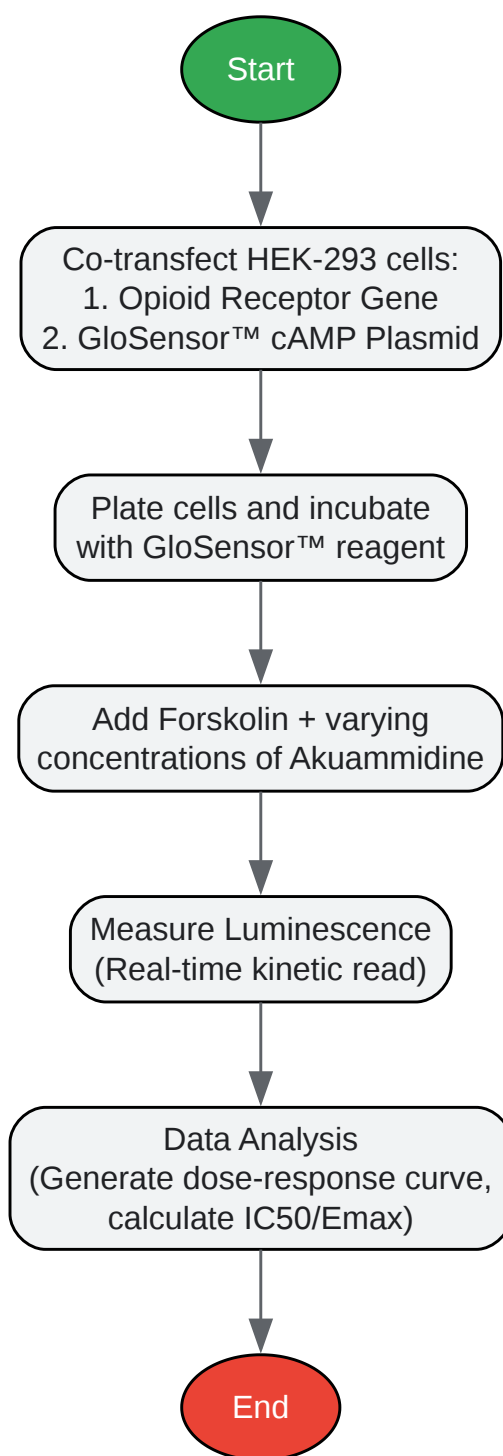 Start
Co-transfect HEK-293 cells:
1. Opioid Receptor Gene
2. GloSensor™ cAMP Plasmid
Plate cells and incubate
with GloSensor™ reagent
Add Forskolin + varying
concentrations of Akuammidine
Measure Luminescence
(Real-time kinetic read)
Data Analysis
(Generate dose-response curve,
calculate IC50/Emax)
End